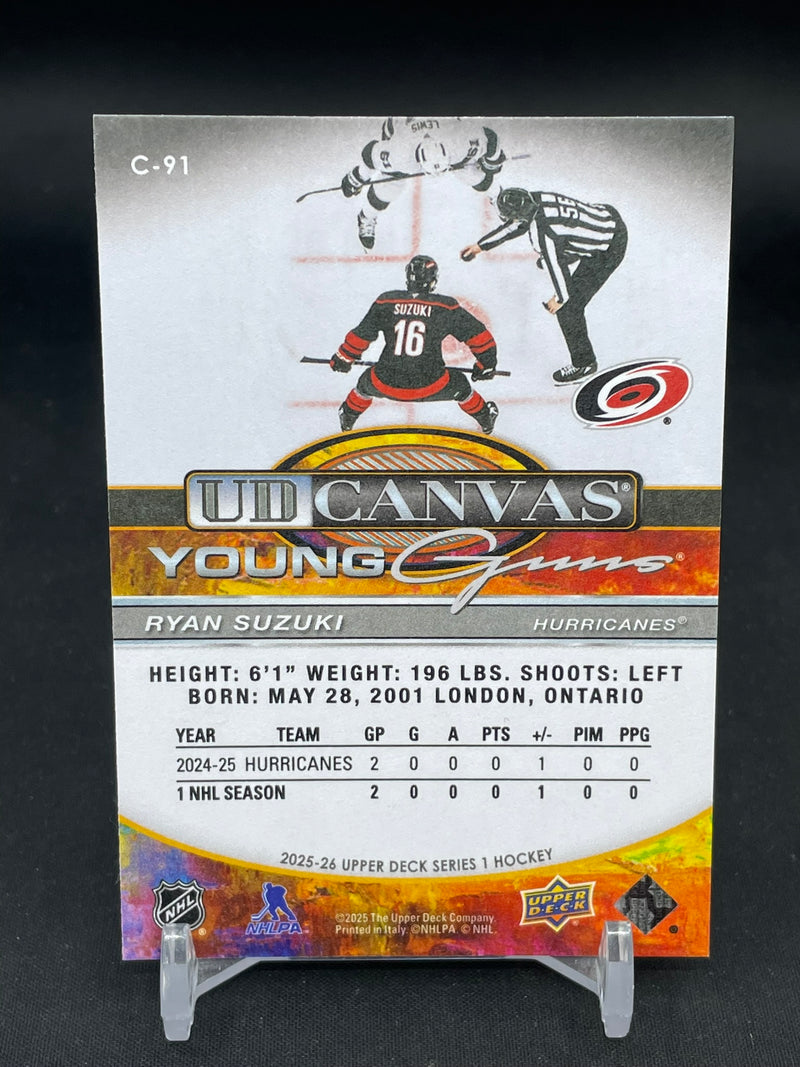 C-91
LEWIS
56
SUZUKI
16
UD CANVAS®
YOUNG Guns®
RYAN SUZUKI HURRICANES®
HEIGHT: 6'1" WEIGHT: 196 LBS. SHOOTS: LEFT
BORN: MAY 28, 2001 LONDON, ONTARIO
YEAR TEAM GP G A PTS +/- PIM PPG
2024-25 HURRICANES 2 0 0 0 1 0 0
1 NHL SEASON 2 0 0 0 1 0 0
2025-26 UPPER DECK SERIES 1 HOCKEY
NHL ®
NHLPA
©2025 The Upper Deck Company.
Printed in Italy. ©NHLPA © NHL.
UPPER DECK ®